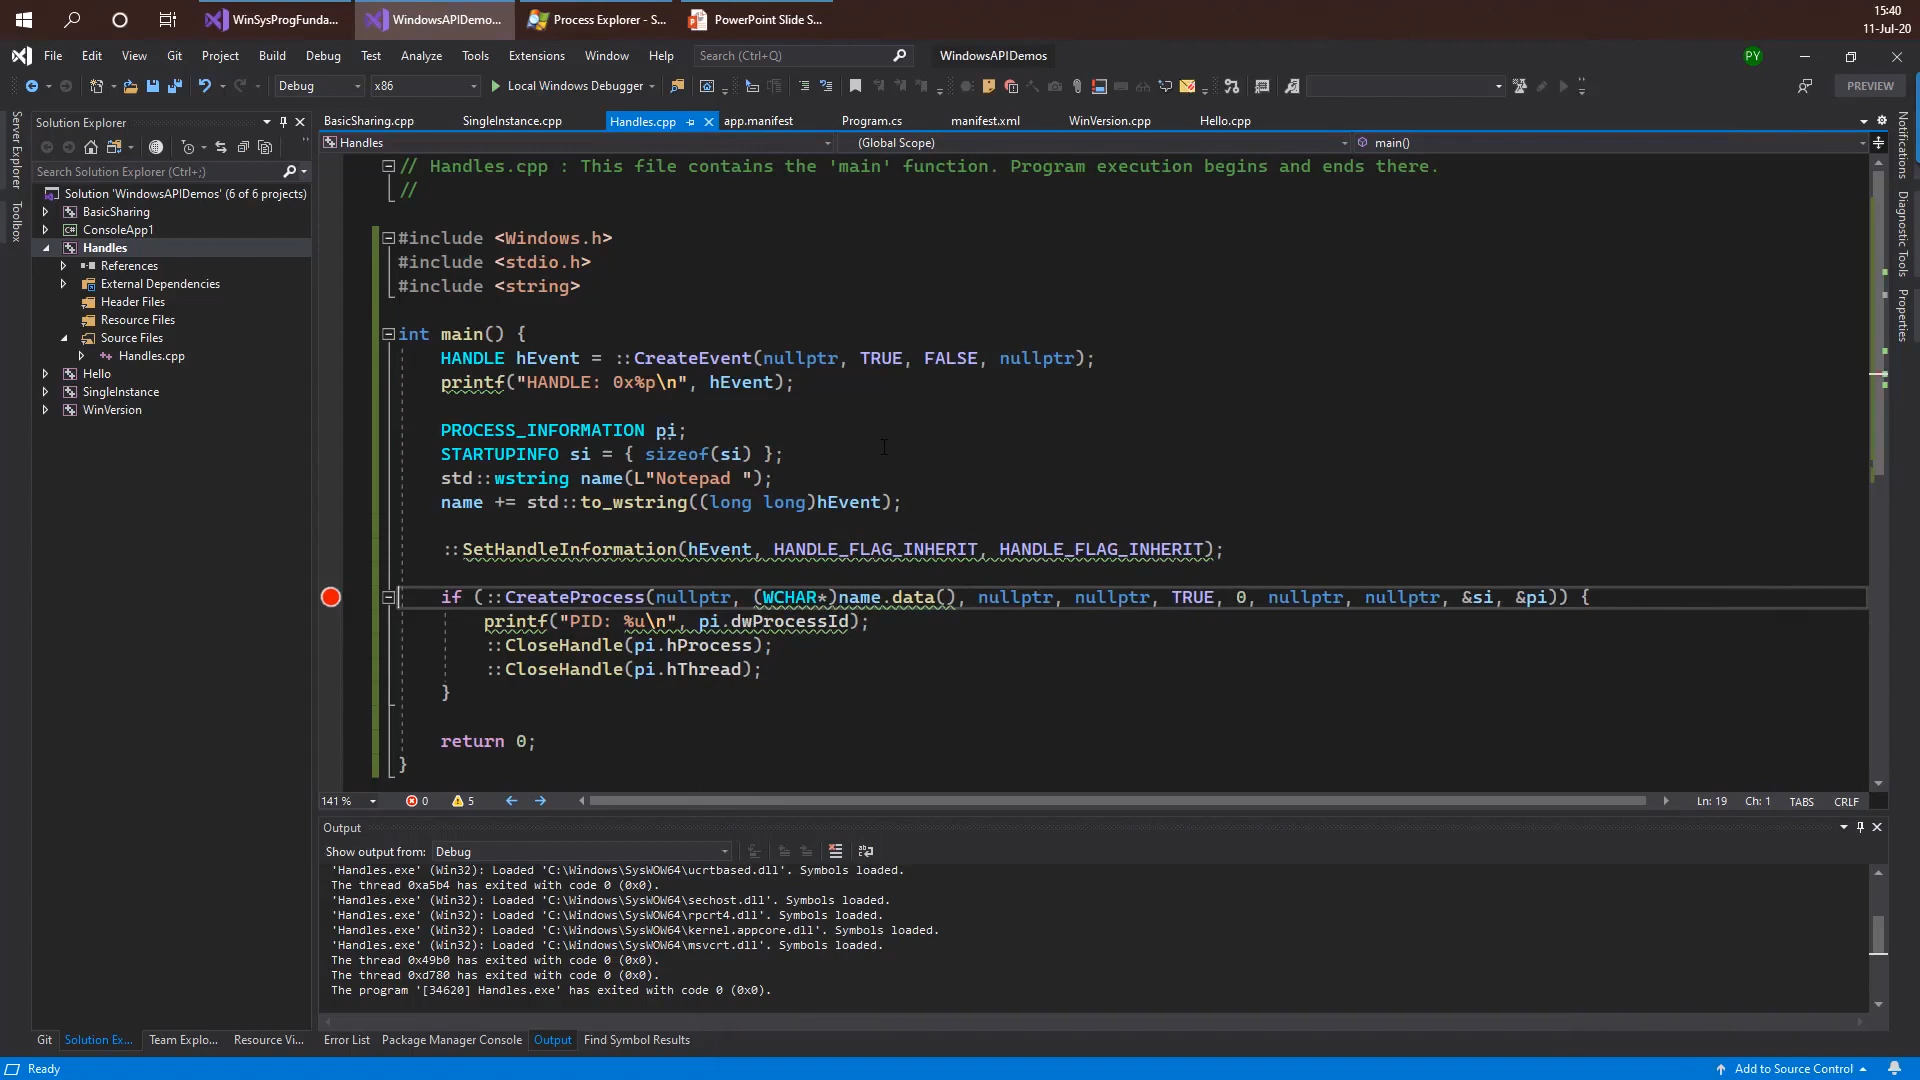 WinSysProgFunda...
WindowsAPIDemo...
Process Explorer - S...
PowerPoint Slide S...
15:40
11-Jul-20
File Edit View Git Project Build Debug Test Analyze Tools Extensions Window Help Search (Ctrl+Q) WindowsAPIDemos PY
Debug x86 Local Windows Debugger PREVIEW
Server Explorer
Toolbox
Solution Explorer
Search Solution Explorer (Ctrl+;)
Solution 'WindowsAPIDemos' (6 of 6 projects)
BasicSharing
ConsoleApp1
Handles
References
External Dependencies
Header Files
Resource Files
Source Files
Handles.cpp
Hello
SingleInstance
WinVersion
BasicSharing.cpp SingleInstance.cpp Handles.cpp app.manifest Program.cs manifest.xml WinVersion.cpp Hello.cpp
Handles (Global Scope) main()
// Handles.cpp : This file contains the 'main' function. Program execution begins and ends there.
//
#include <Windows.h>
#include <stdio.h>
#include <string>
int main() {
HANDLE hEvent = ::CreateEvent(nullptr, TRUE, FALSE, nullptr);
printf("HANDLE: 0x%p\n", hEvent);
PROCESS_INFORMATION pi;
STARTUPINFO si = { sizeof(si) };
std::wstring name(L"Notepad ");
name += std::to_wstring((long long)hEvent);
::SetHandleInformation(hEvent, HANDLE_FLAG_INHERIT, HANDLE_FLAG_INHERIT);
if (::CreateProcess(nullptr, (WCHAR*)name.data(), nullptr, nullptr, TRUE, 0, nullptr, nullptr, &si, &pi)) {
printf("PID: %u\n", pi.dwProcessId);
::CloseHandle(pi.hProcess);
::CloseHandle(pi.hThread);
}
return 0;
}
141 % 0 5 Ln: 19 Ch: 1 TABS CRLF
Output
Show output from: Debug
'Handles.exe' (Win32): Loaded 'C:\Windows\SysWOW64\ucrtbased.dll'. Symbols loaded.
The thread 0xa5b4 has exited with code 0 (0x0).
'Handles.exe' (Win32): Loaded 'C:\Windows\SysWOW64\sechost.dll'. Symbols loaded.
'Handles.exe' (Win32): Loaded 'C:\Windows\SysWOW64\rpcrt4.dll'. Symbols loaded.
'Handles.exe' (Win32): Loaded 'C:\Windows\SysWOW64\kernel.appcore.dll'. Symbols loaded.
'Handles.exe' (Win32): Loaded 'C:\Windows\SysWOW64\msvcrt.dll'. Symbols loaded.
The thread 0x49b0 has exited with code 0 (0x0).
The thread 0xd780 has exited with code 0 (0x0).
The program '[34620] Handles.exe' has exited with code 0 (0x0).
Git Solution Ex... Team Explo... Resource Vi... Error List Package Manager Console Output Find Symbol Results
Notifications
Diagnostic Tools
Properties
Ready Add to Source Control